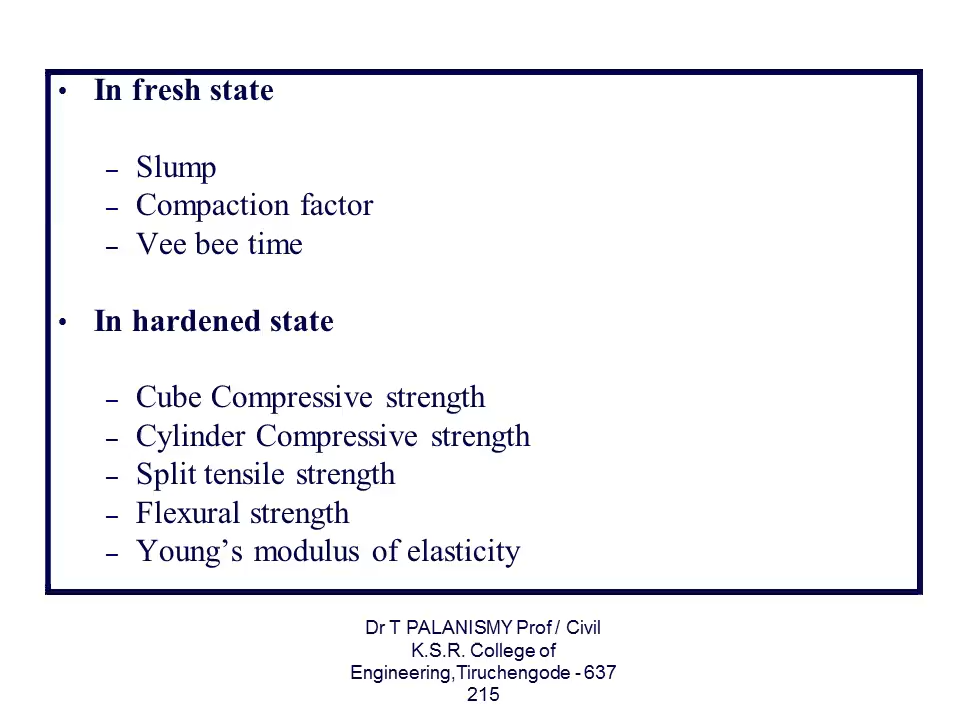 • In fresh state
– Slump
– Compaction factor
– Vee bee time
• In hardened state
– Cube Compressive strength
– Cylinder Compressive strength
– Split tensile strength
– Flexural strength
– Young’s modulus of elasticity
Dr T PALANISMY Prof / Civil
K.S.R. College of
Engineering,Tiruchengode - 637
215